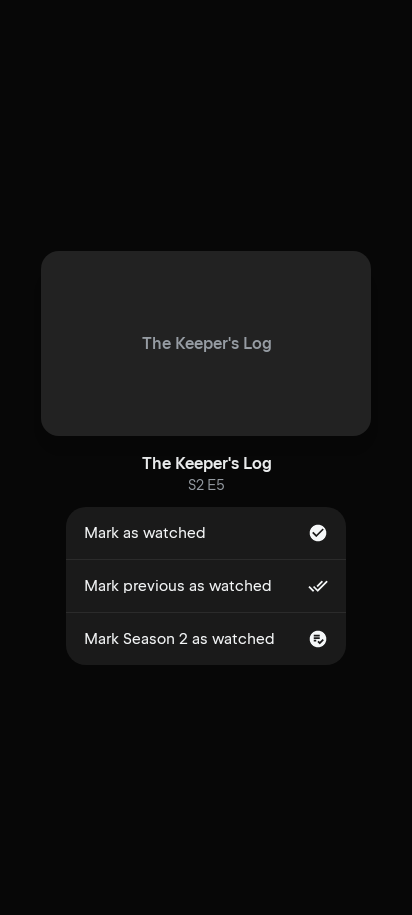 The Keeper's Log
The Keeper's Log
S2 E5
Mark as watched
Mark previous as watched
Mark Season 2 as watched